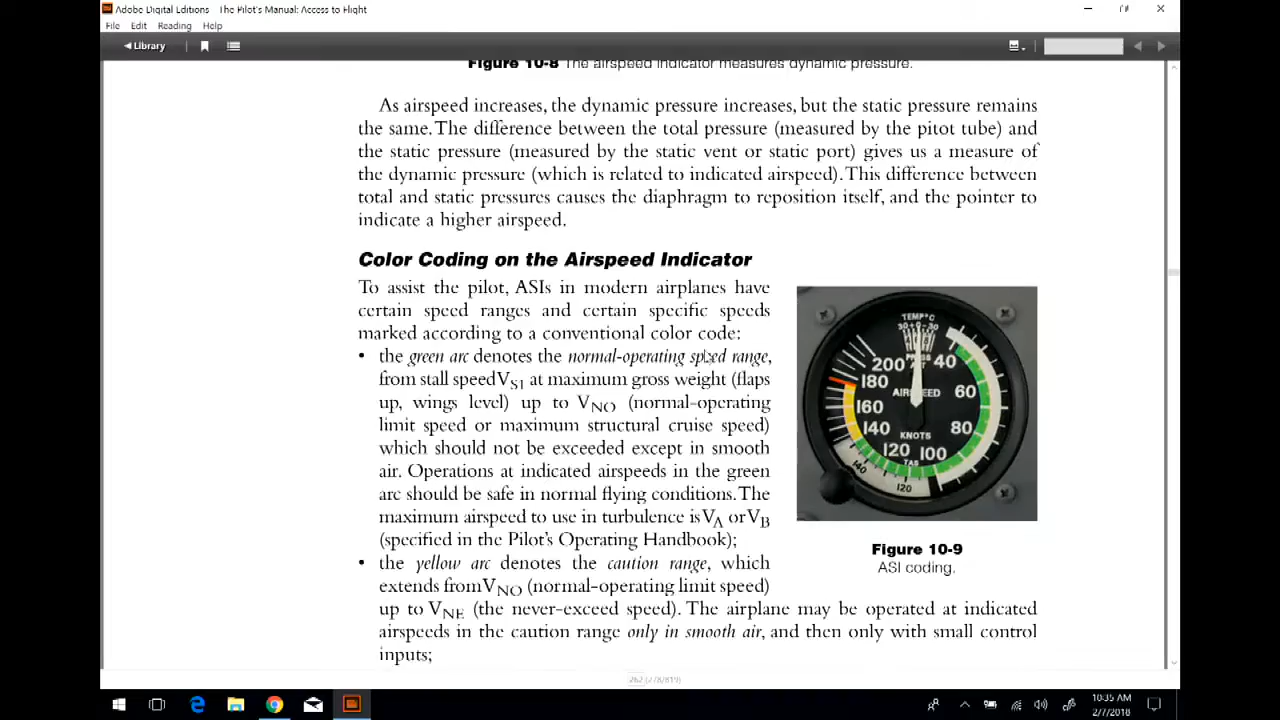 Adobe Digital Editions - The Pilot's Manual: Access to Flight
File Edit Reading Help
Library
Figure 10-8 The airspeed indicator measures dynamic pressure.
As airspeed increases, the dynamic pressure increases, but the static pressure remains
the same. The difference between the total pressure (measured by the pitot tube) and
the static pressure (measured by the static vent or static port) gives us a measure of
the dynamic pressure (which is related to indicated airspeed). This difference between
total and static pressures causes the diaphragm to reposition itself, and the pointer to
indicate a higher airspeed.
Color Coding on the Airspeed Indicator
To assist the pilot, ASIs in modern airplanes have
certain speed ranges and certain specific speeds
marked according to a conventional color code:
• the green arc denotes the normal-operating speed range,
from stall speed VS1 at maximum gross weight (flaps
up, wings level) up to VNO (normal-operating
limit speed or maximum structural cruise speed)
which should not be exceeded except in smooth
air. Operations at indicated airspeeds in the green
arc should be safe in normal flying conditions. The
maximum airspeed to use in turbulence is VA or VB
(specified in the Pilot's Operating Handbook);
• the yellow arc denotes the caution range, which
extends from VNO (normal-operating limit speed)
up to VNE (the never-exceed speed). The airplane may be operated at indicated
airspeeds in the caution range only in smooth air, and then only with small control
inputs;
TEMP°C
30+0-30
200 40
180
AIRSPEED 60
160
140 80
KNOTS
120 100
TAS
140
120
Figure 10-9
ASI coding.
262 (278/819)
10:35 AM
2/7/2018